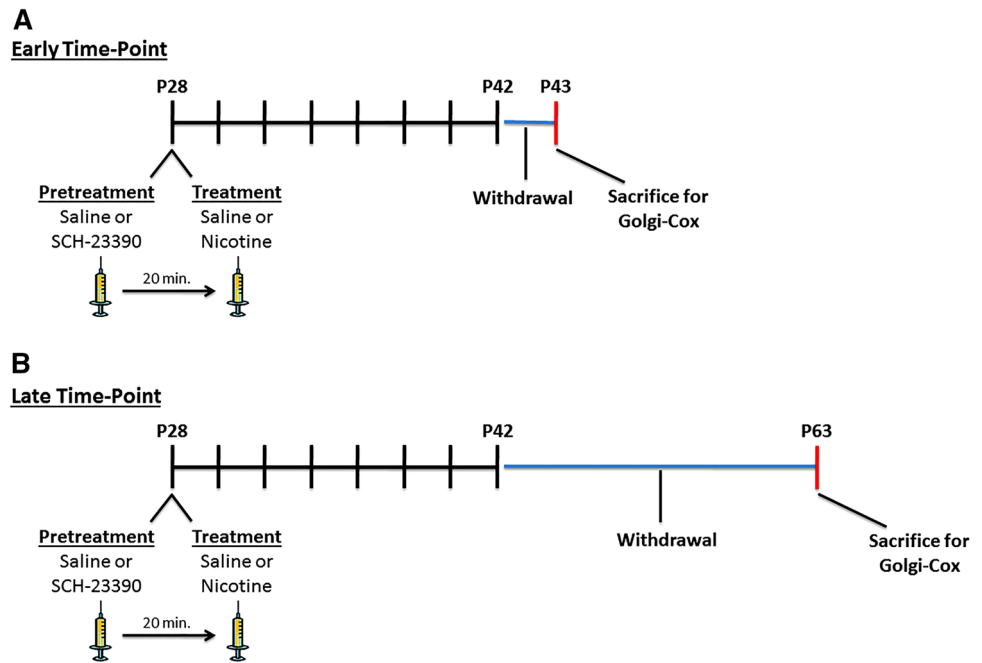 A
Early Time-Point
P28
P42
P43
Pretreatment
Saline or
SCH-23390
Treatment
Saline or
Nicotine
20 min.
Withdrawal
Sacrifice for
Golgi-Cox
B
Late Time-Point
P28
P42
P63
Pretreatment
Saline or
SCH-23390
Treatment
Saline or
Nicotine
20 min.
Withdrawal
Sacrifice for
Golgi-Cox